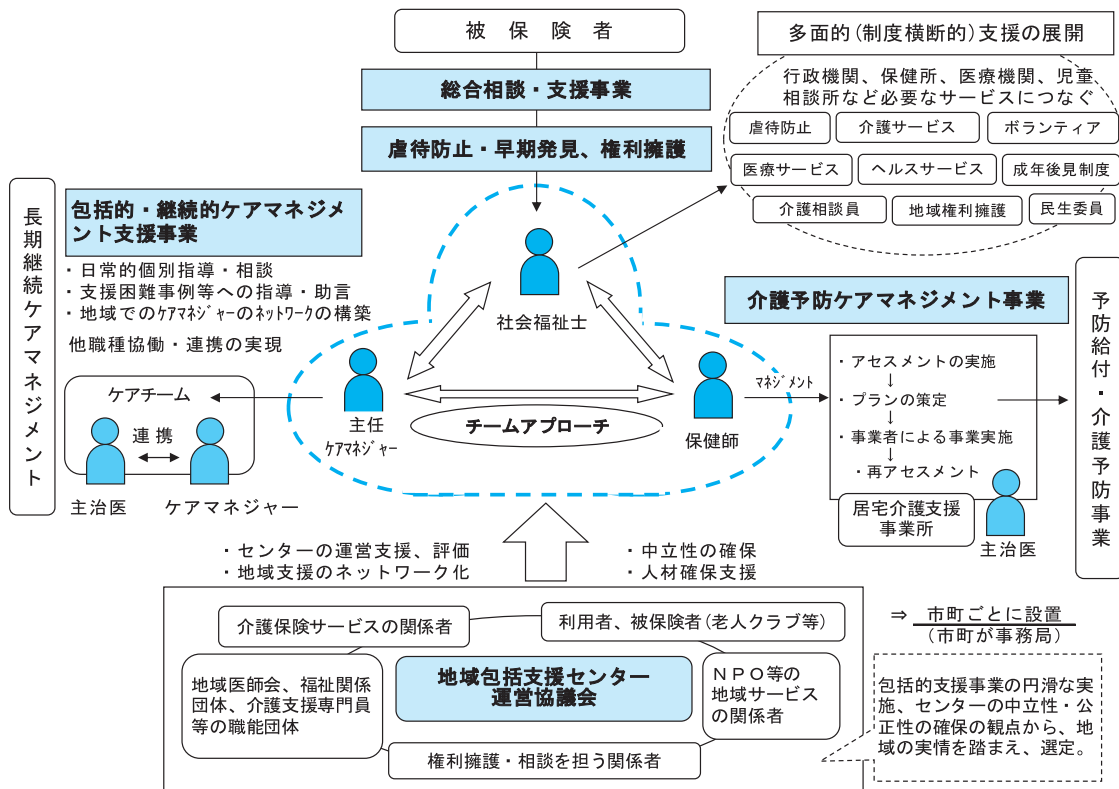 被保険者
総合相談・支援事業
虐待防止・早期発見、権利擁護
多面的(制度横断的)支援の展開
行政機関、保健所、医療機関、児童
相談所など必要なサービスにつなぐ
虐待防止
介護サービス
ボランティア
医療サービス
ヘルスサービス
成年後見制度
介護相談員
地域権利擁護
民生委員
長期継続ケアマネジメント
包括的・継続的ケアマネジメ
ント支援事業
・日常的個別指導・相談
・支援困難事例等への指導・助言
・地域でのケアマネジャーのネットワークの構築
他職種協働・連携の実現
ケアチーム
連携
主治医
ケアマネジャー
社会福祉士
主任
ケアマネジャー
チームアプローチ
保健師
マネジメント
介護予防ケアマネジメント事業
・アセスメントの実施
↓
・プランの策定
↓
・事業者による事業実施
↓
・再アセスメント
居宅介護支援
事業所
主治医
予防給付・介護予防事業
・センターの運営支援、評価
・地域支援のネットワーク化
・中立性の確保
・人材確保支援
介護保険サービスの関係者
利用者、被保険者(老人クラブ等)
地域医師会、福祉関係
団体、介護支援専門員
等の職能団体
地域包括支援センター
運営協議会
NPO等の
地域サービス
の関係者
権利擁護・相談を担う関係者
⇒ 市町ごとに設置
(市町が事務局)
包括的支援事業の円滑な実
施、センターの中立性・公
正性の確保の観点から、地
域の実情を踏まえ、選定。